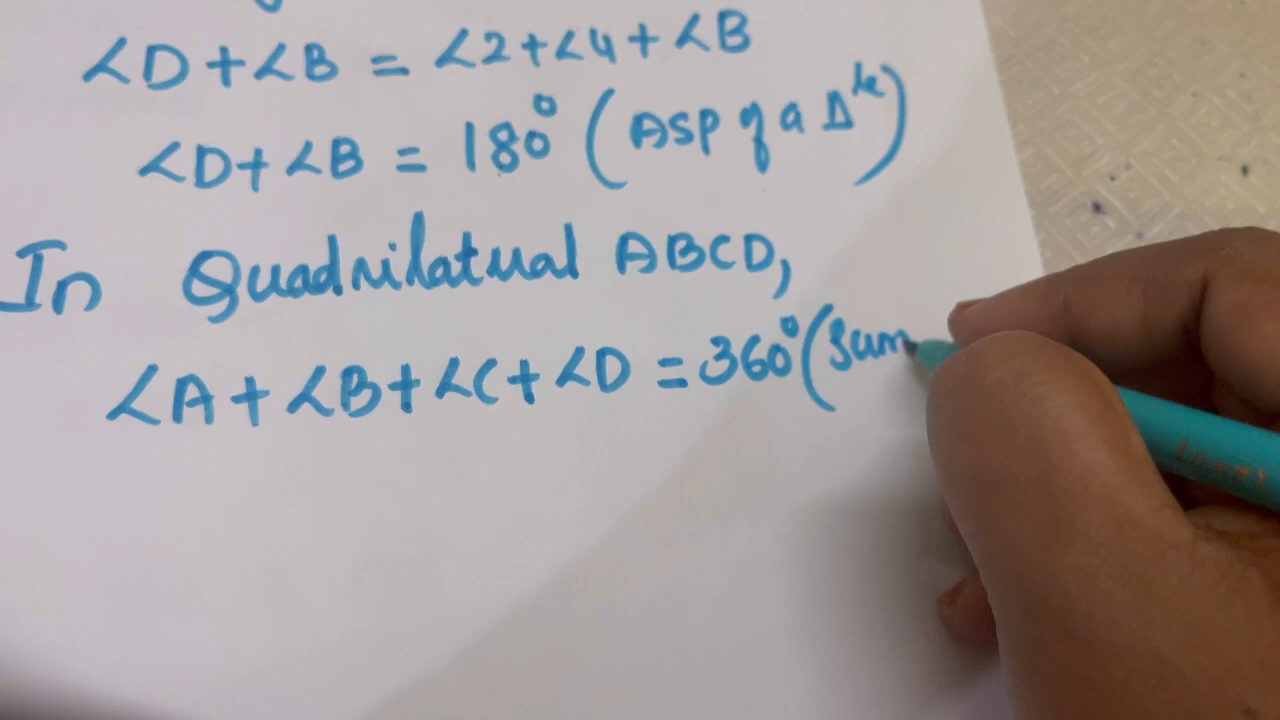 ∠D+∠B = ∠2+∠4+∠B
∠D+∠B = 180° (ASP of a Δle)
In Quadrilatual ABCD,
∠A+∠B+∠C+∠D = 360° (Sum